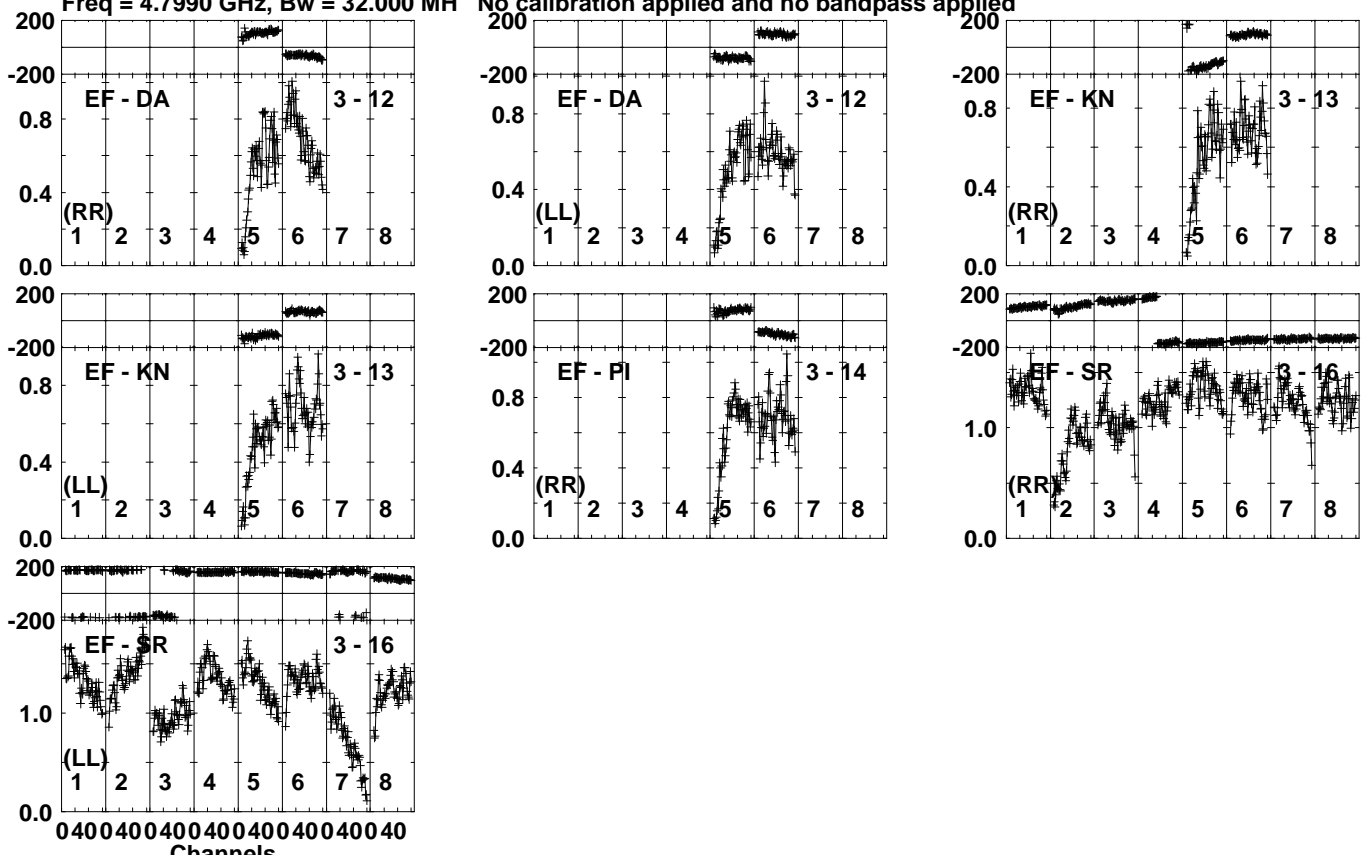 Freq = 4.7990 GHz, Bw = 32.000 MH No calibration applied and no bandpass applied
200 200 200
-200 -200 -200
EF - DA 3 - 12 EF - DA 3 - 12 EF - KN 3 - 13
0.8 0.8 0.8
0.4 0.4 0.4
(RR) (LL) (RR)
1 2 3 4 5 6 7 8 1 2 3 4 5 6 7 8 1 2 3 4 5 6 7 8
0.0 0.0 0.0
200 200 200
-200 -200 -200
EF - KN 3 - 13 EF - PI 3 - 14 EF - SR 3 - 16
0.8 0.8
1.0
0.4 0.4
(LL) (RR) (RR)
1 2 3 4 5 6 7 8 1 2 3 4 5 6 7 8 1 2 3 4 5 6 7 8
0.0 0.0 0.0
200
-200
EF - SR 3 - 16
1.0
(LL)
1 2 3 4 5 6 7 8
0.0
0 40 0 40 0 40 0 40 0 40 0 40 0 40 0 40
Channels